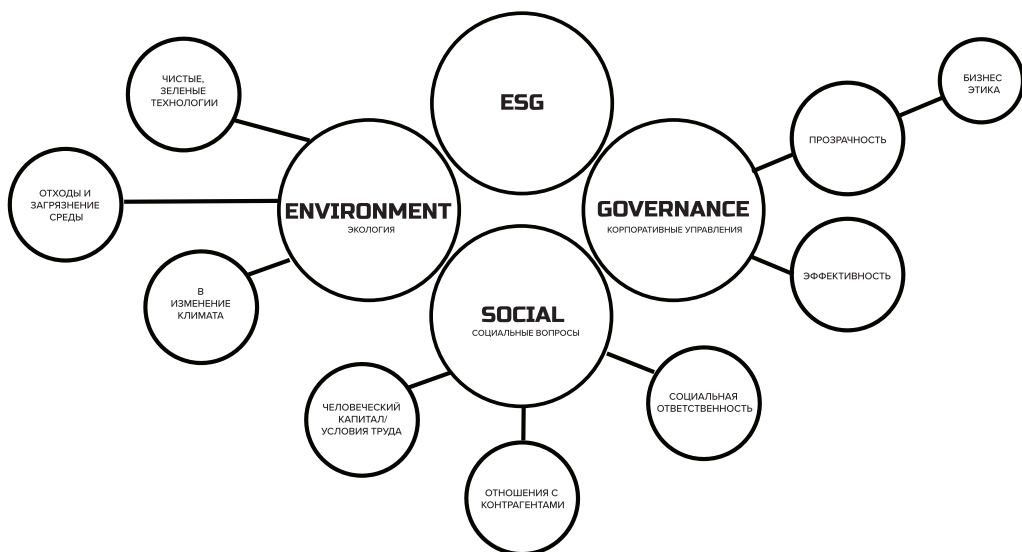 ESG
ENVIRONMENT
ЭКОЛОГИЯ
ЧИСТЫЕ,
ЗЕЛЕНЫЕ
ТЕХНОЛОГИИ
ОТХОДЫ И
ЗАГРЯЗНЕНИЕ
СРЕДЫ
В
ИЗМЕНЕНИЕ
КЛИМАТА
SOCIAL
СОЦИАЛЬНЫЕ ВОПРОСЫ
ЧЕЛОВЕЧЕСКИЙ
КАПИТАЛ/
УСЛОВИЯ ТРУДА
ОТНОШЕНИЯ С
КОНТРАГЕНТАМИ
СОЦИАЛЬНАЯ
ОТВЕТСТВЕННОСТЬ
GOVERNANCE
КОРПОРАТИВНЫЕ УПРАВЛЕНИЯ
ПРОЗРАЧНОСТЬ
БИЗНЕС
ЭТИКА
ЭФФЕКТИВНОСТЬ